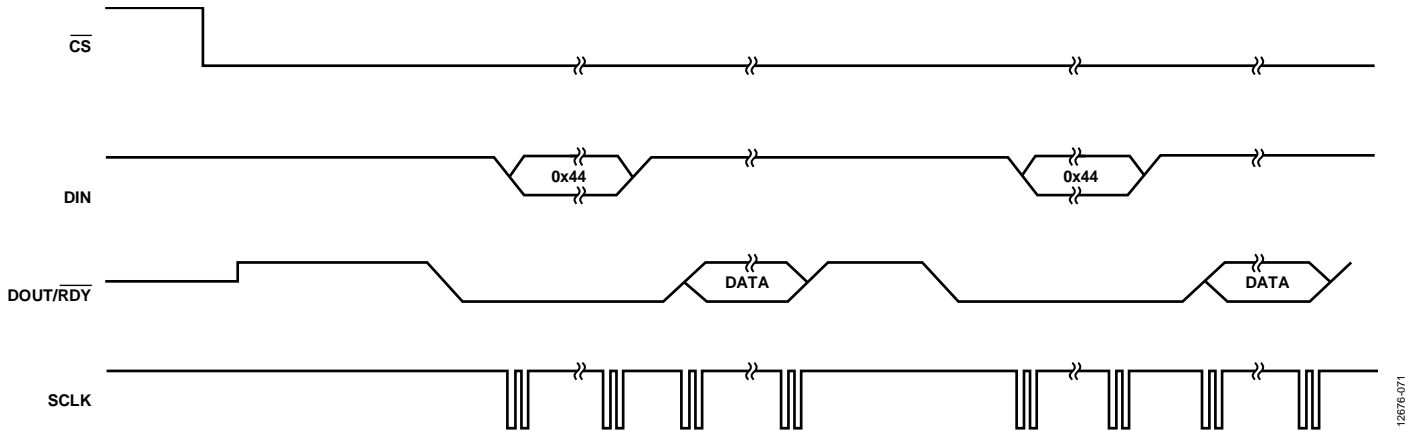 CS
DIN
0x44
0x44
DOUT/RDY
DATA
DATA
SCLK
12676-071